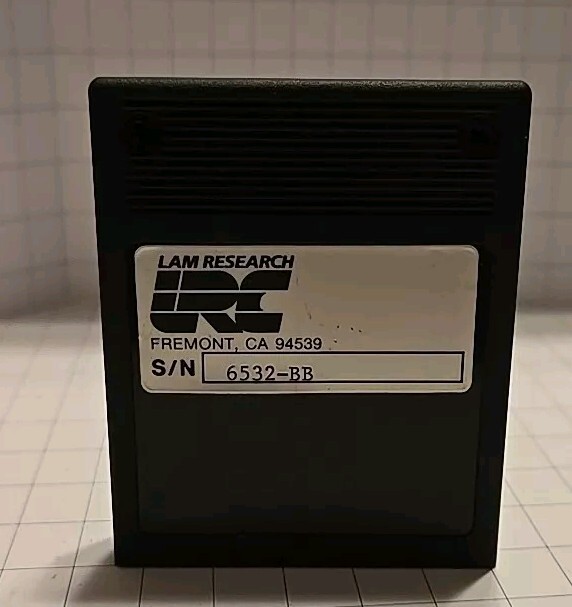 LAM RESEARCH
LRC
FREMONT, CA 94539
S/N 6532-BB